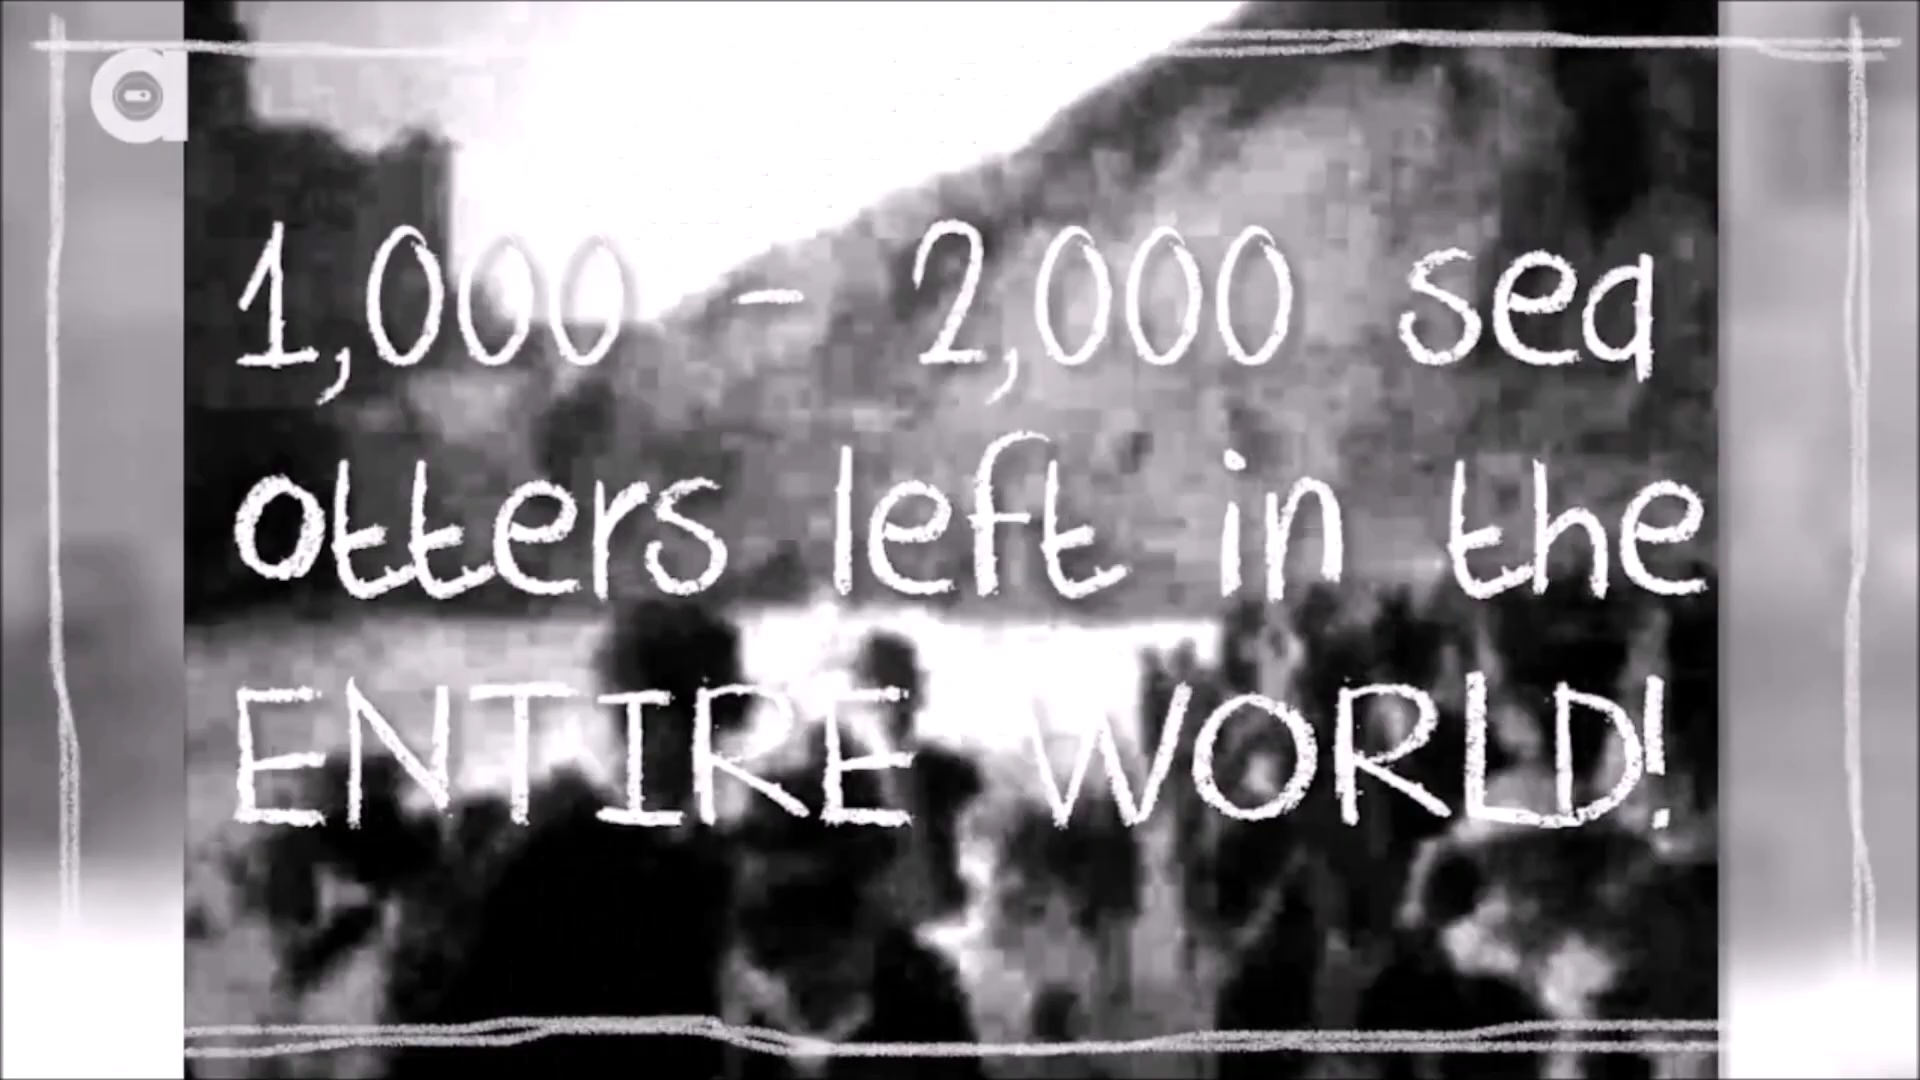 a
1,000 - 2,000 sea
otters left in the
ENTIRE WORLD!